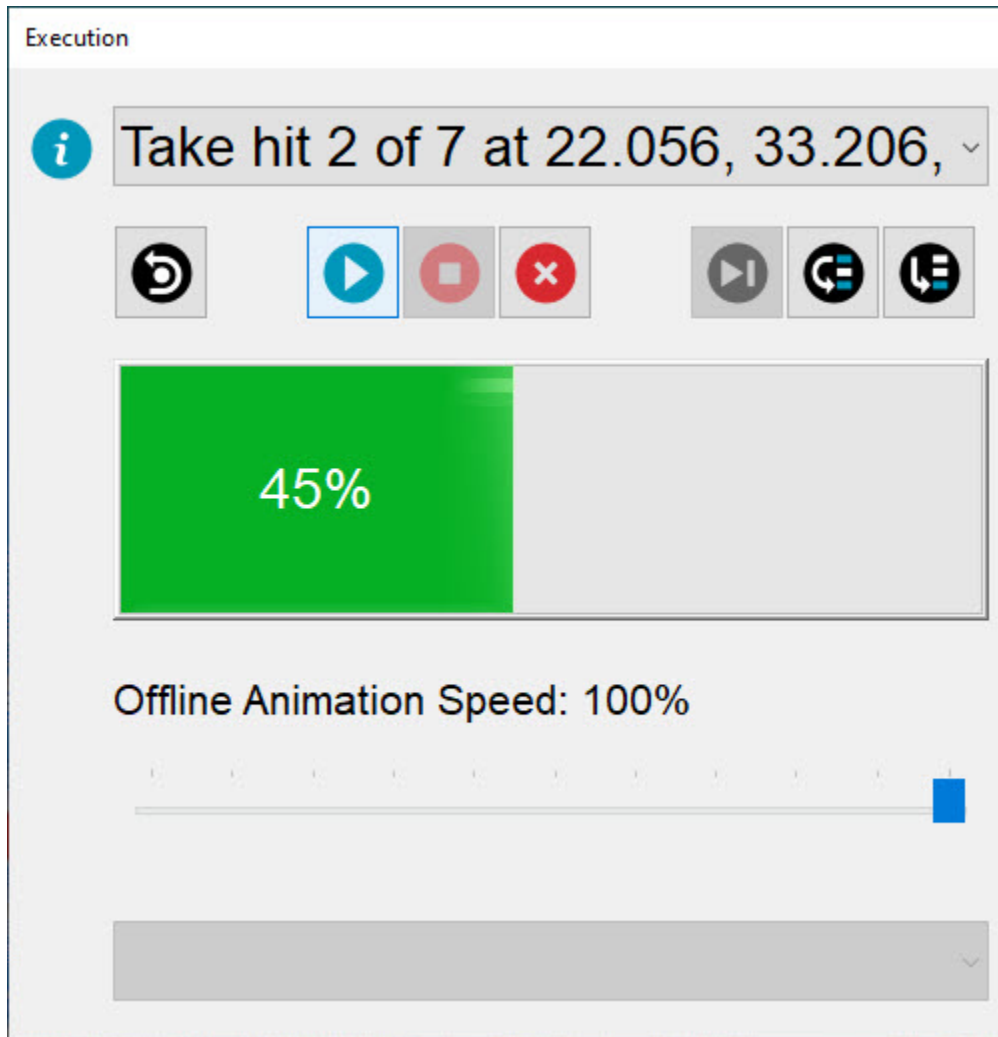 Execution
Take hit 2 of 7 at 22.056, 33.206,
45%
Offline Animation Speed: 100%